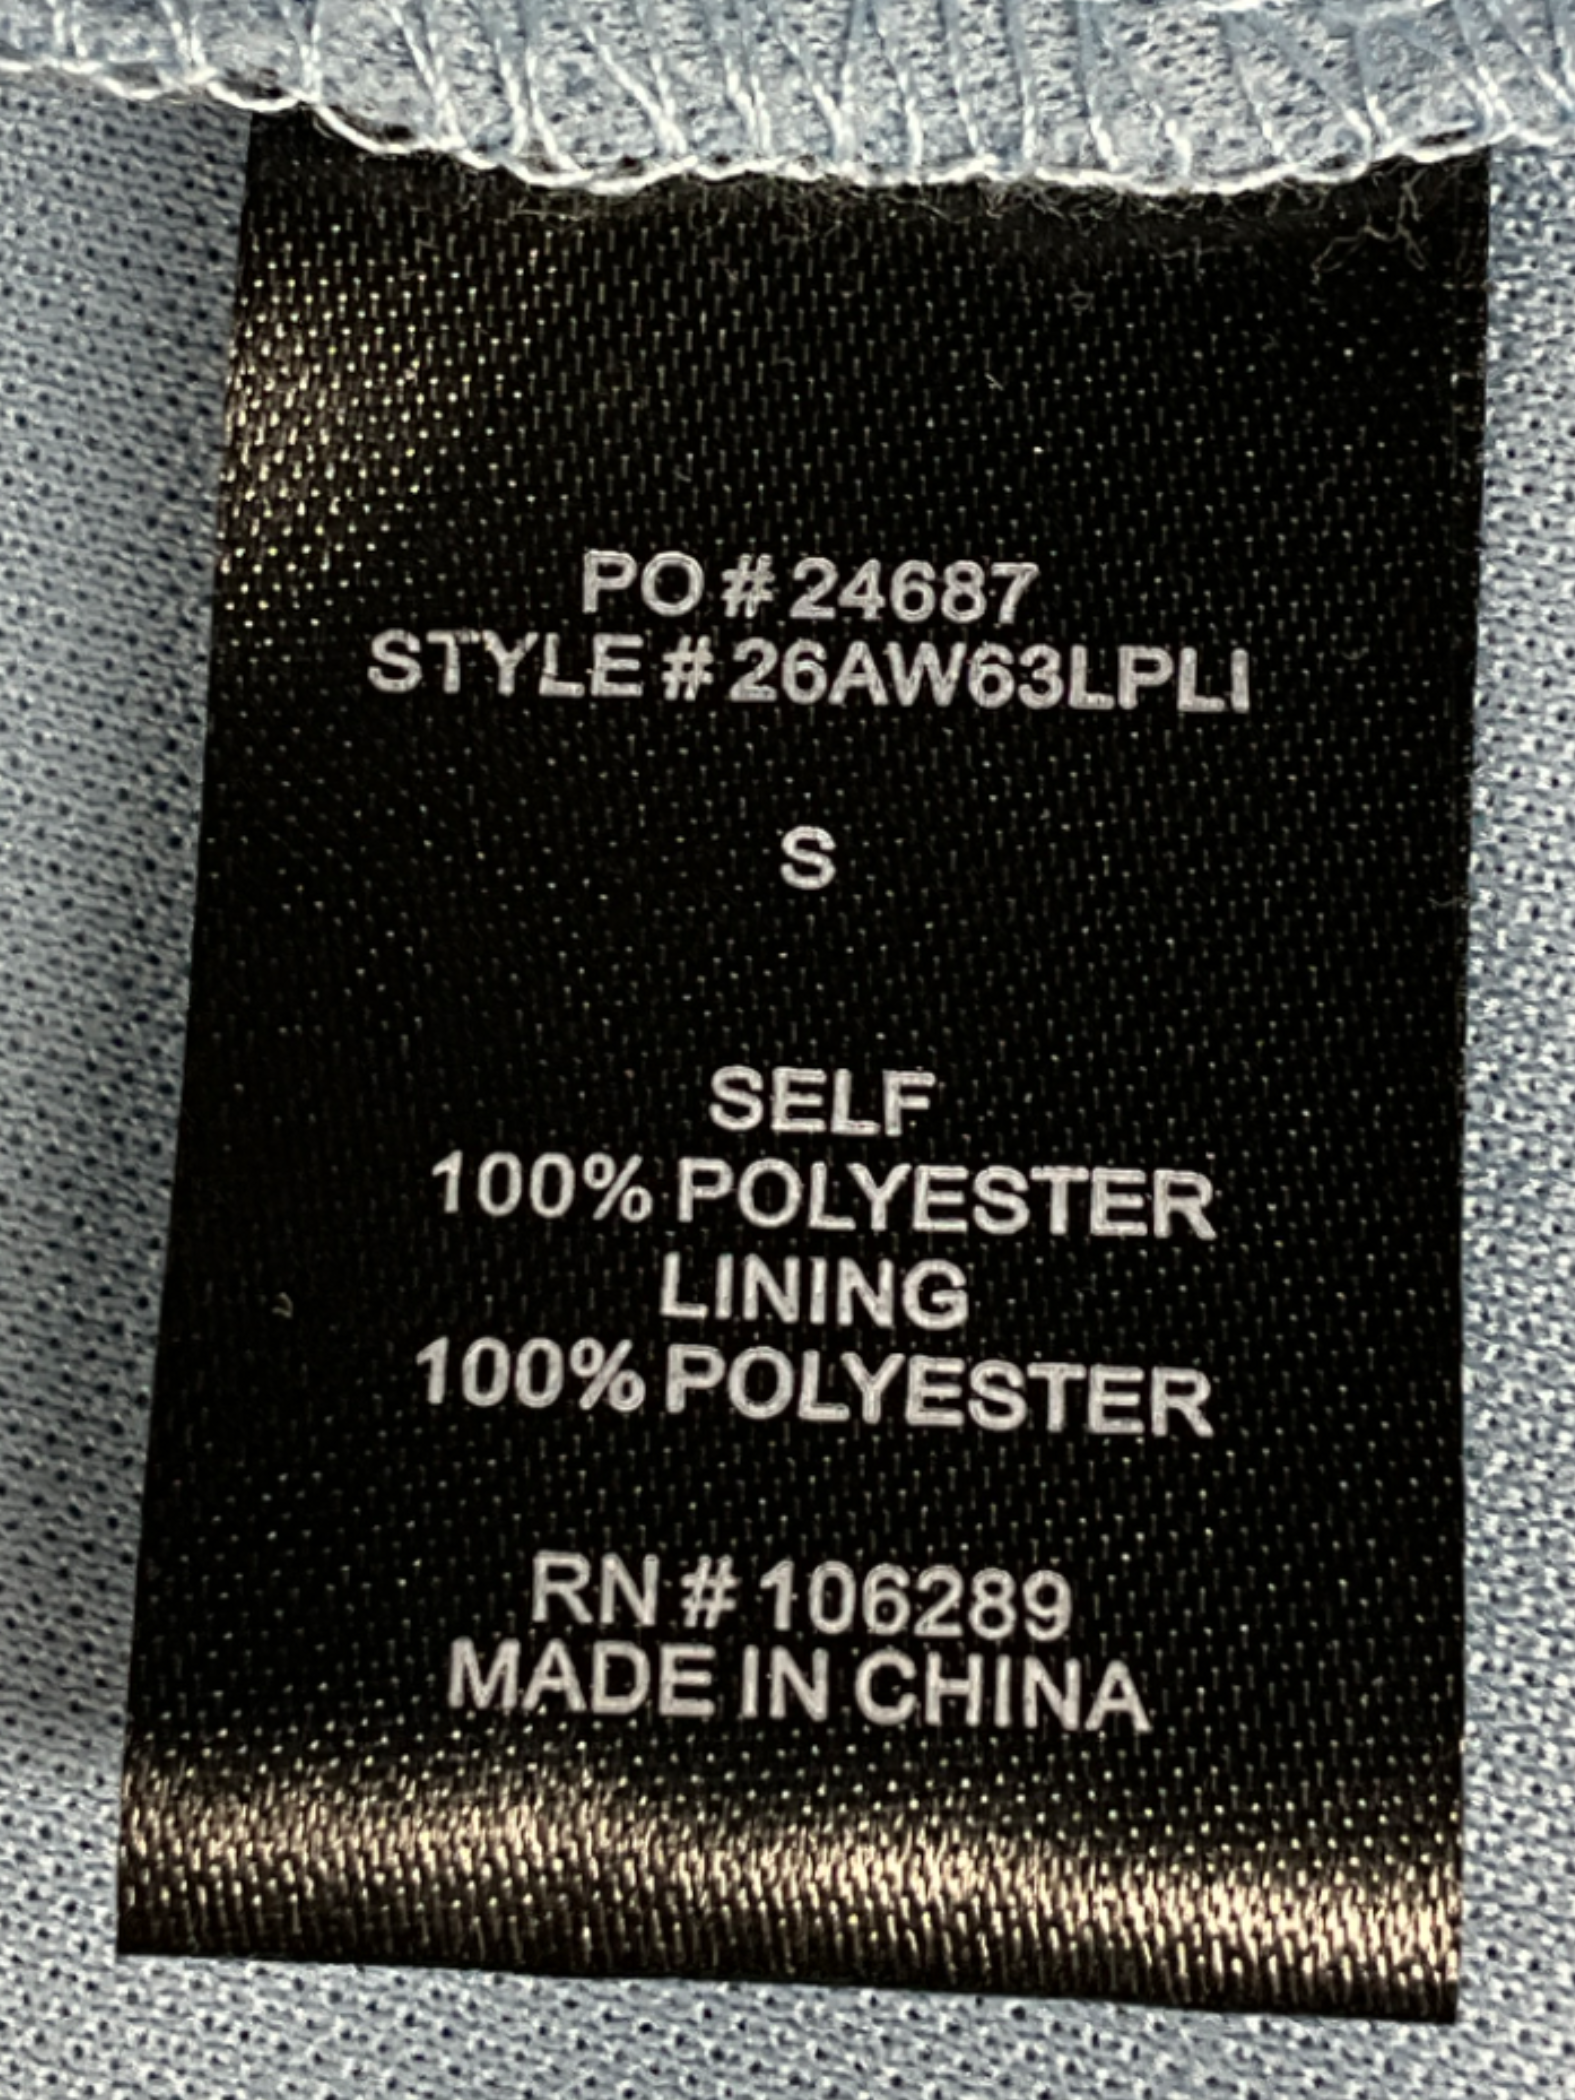 PO # 24687
STYLE # 26AW63LPLI
S
SELF
100% POLYESTER
LINING
100% POLYESTER
RN # 106289
MADE IN CHINA